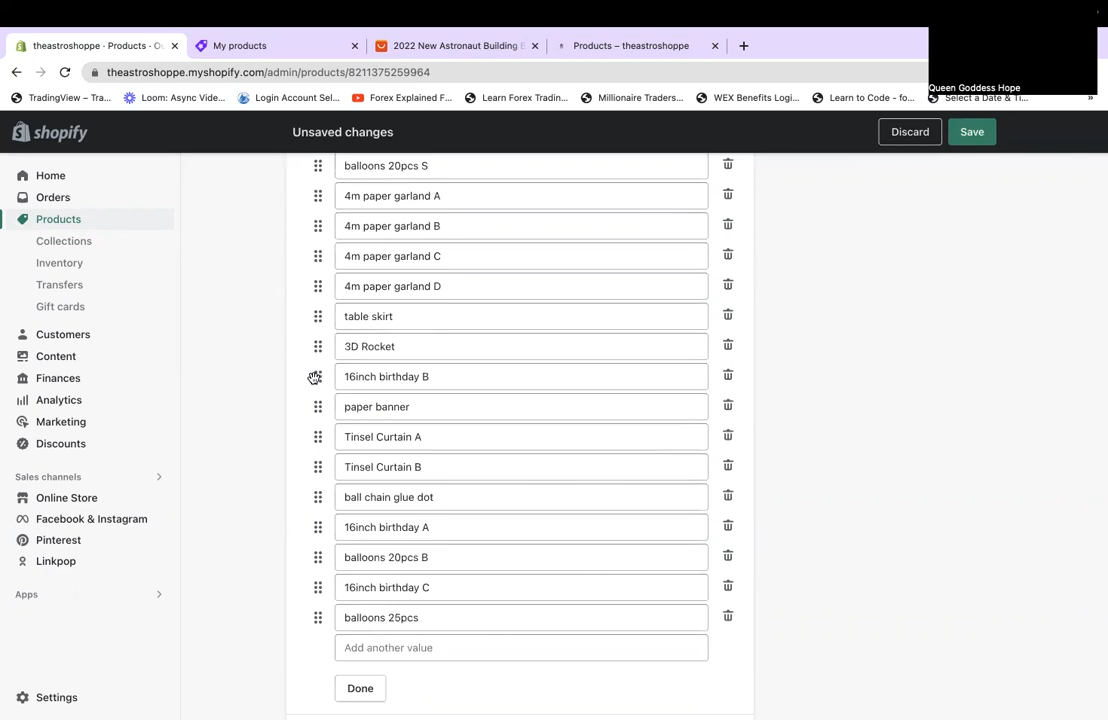 theastroshoppe · Products · Ou
My products
2022 New Astronaut Building B
Products – theastroshoppe
theastroshoppe.myshopify.com/admin/products/8211375259964
Queen Goddess Hope
TradingView – Tra...
Loom: Async Vide...
Login Account Sel...
Forex Explained F...
Learn Forex Tradin...
Millionaire Traders...
WEX Benefits Logi...
Learn to Code - fo...
Select a Date & Ti...
»
shopify
Unsaved changes
Discard
Save
Home
Orders
Products
Collections
Inventory
Transfers
Gift cards
Customers
Content
Finances
Analytics
Marketing
Discounts
Sales channels
Online Store
Facebook & Instagram
Pinterest
Linkpop
Apps
Settings
balloons 20pcs S
4m paper garland A
4m paper garland B
4m paper garland C
4m paper garland D
table skirt
3D Rocket
16inch birthday B
paper banner
Tinsel Curtain A
Tinsel Curtain B
ball chain glue dot
16inch birthday A
balloons 20pcs B
16inch birthday C
balloons 25pcs
Add another value
Done